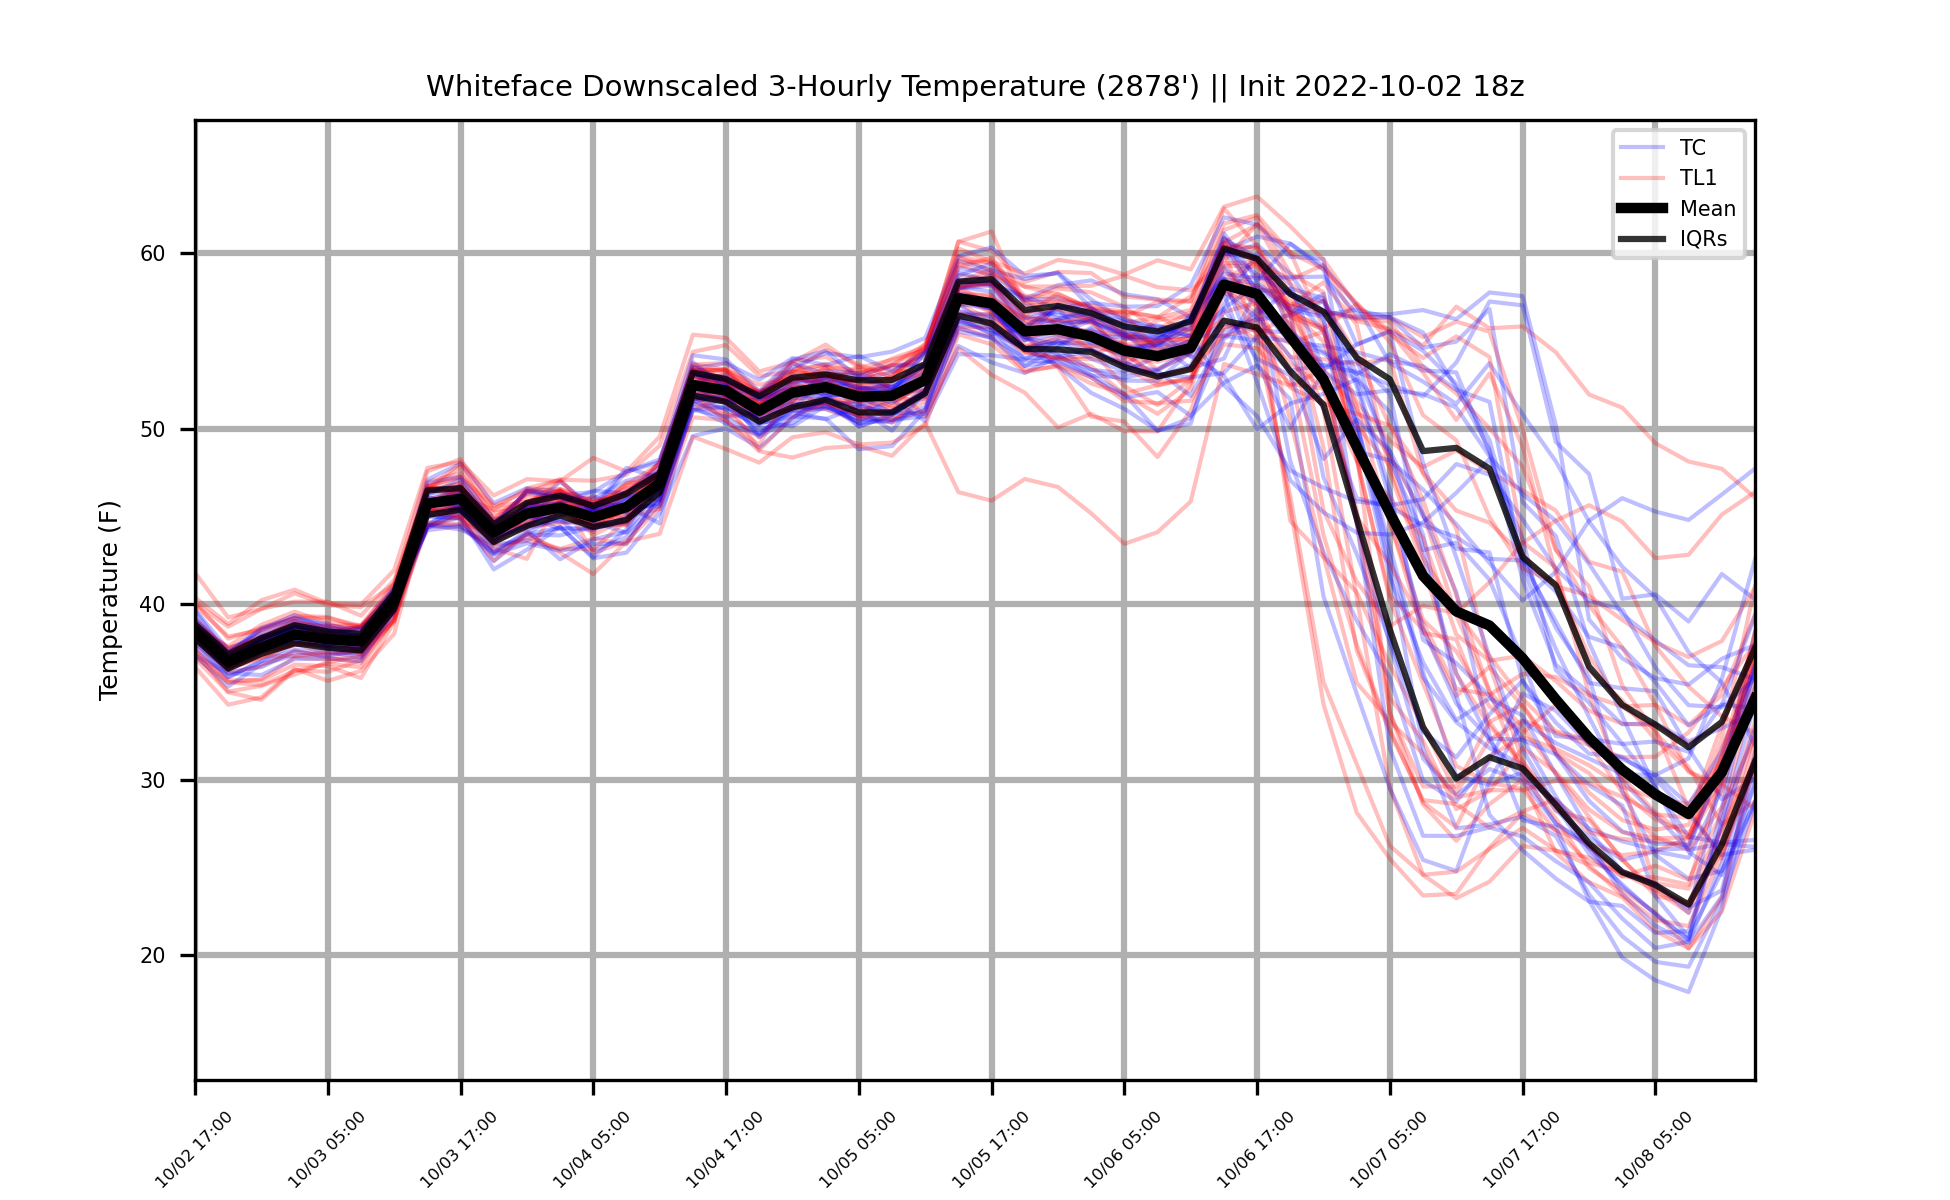 Whiteface Downscaled 3-Hourly Temperature (2878') || Init 2022-10-02 18z
TC
TL1
Mean
IQRs
Temperature (F)
60
50
40
30
20
10/02 17:00
10/03 05:00
10/03 17:00
10/04 05:00
10/04 17:00
10/05 05:00
10/05 17:00
10/06 05:00
10/06 17:00
10/07 05:00
10/07 17:00
10/08 05:00